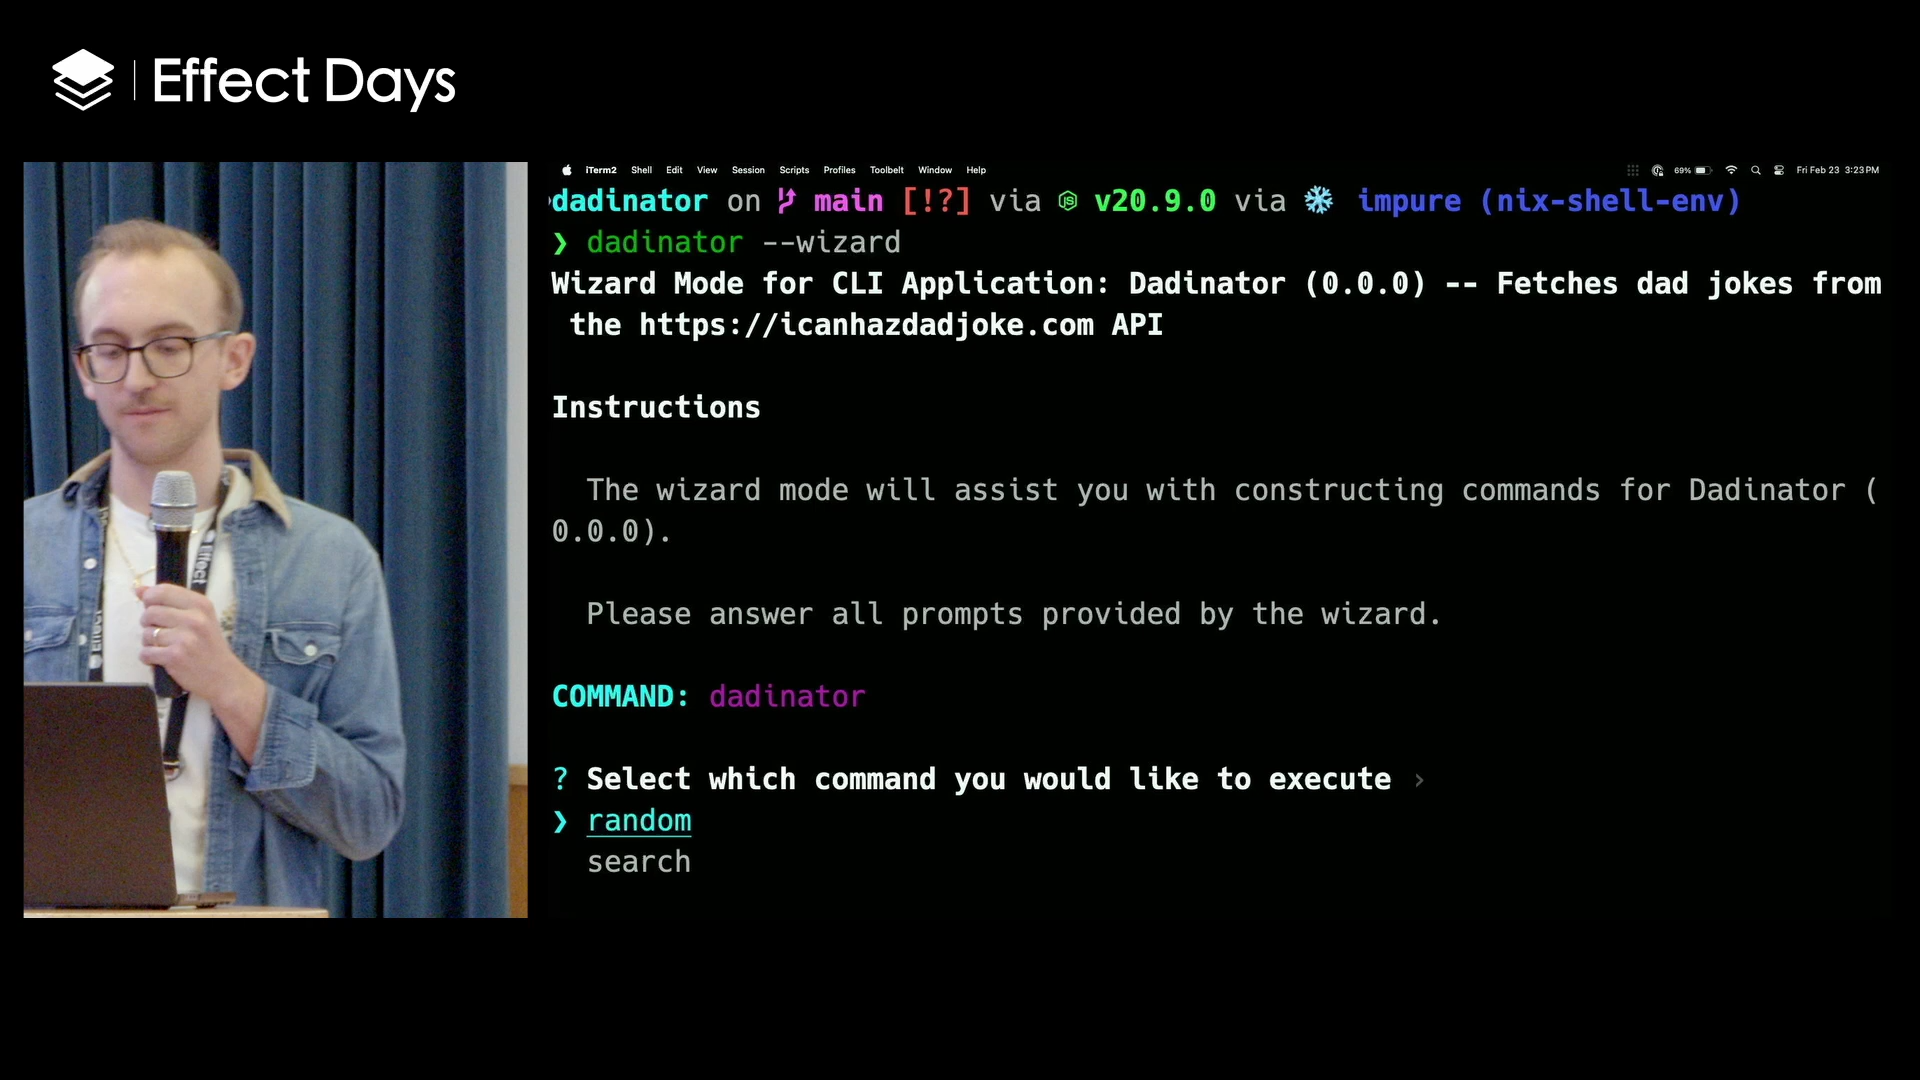 Effect Days
iTerm2 Shell Edit View Session Scripts Profiles Toolbelt Window Help 69% Fri Feb 23 3:23PM
dadinator on main [!?] via v20.9.0 via impure (nix-shell-env)
❯ dadinator --wizard
Wizard Mode for CLI Application: Dadinator (0.0.0) -- Fetches dad jokes from
the https://icanhazdadjoke.com API
Instructions
The wizard mode will assist you with constructing commands for Dadinator (
0.0.0).
Please answer all prompts provided by the wizard.
COMMAND: dadinator
? Select which command you would like to execute ›
❯ random
search
Effect
Effect